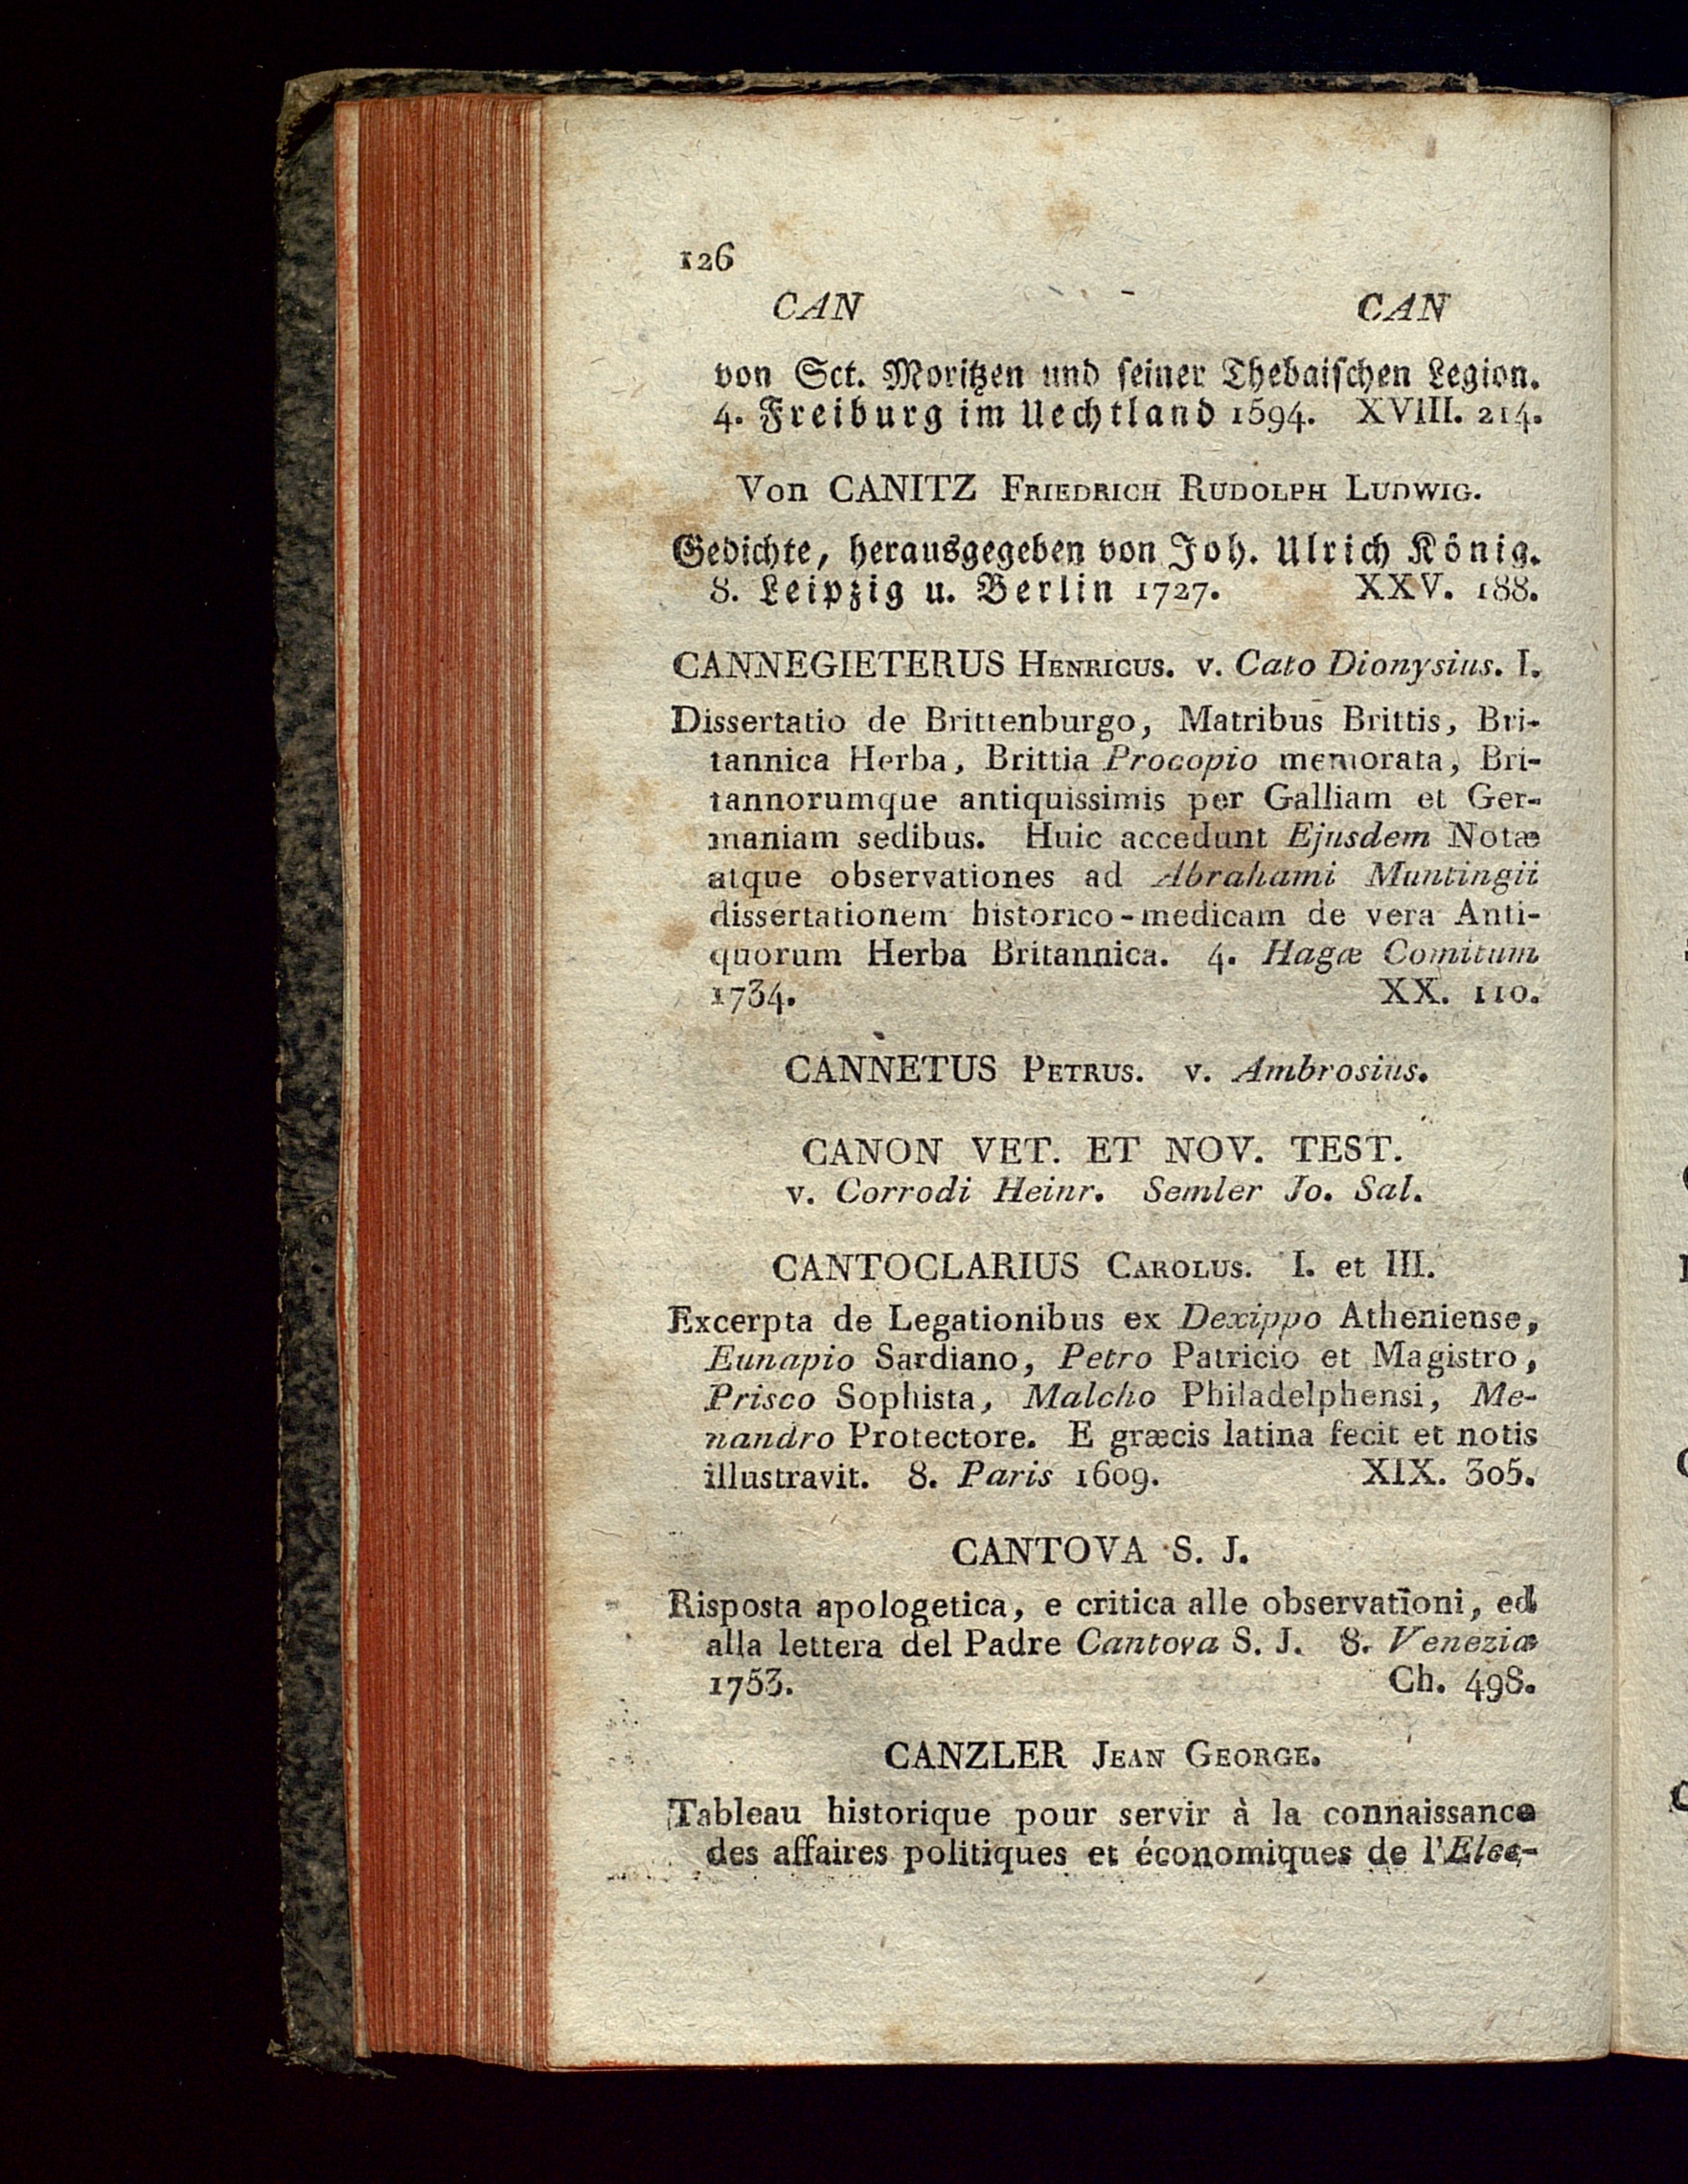 126
CAN CAN
von Sct. Moritzen und seiner Thebaischen Legion.
4. Freiburg im Uechtland 1594. XVIII. 214.
Von CANITZ FRIEDRICH RUDOLPH LUDWIG.
Gedichte, herausgegeben von Joh. Ulrich König.
8. Leipzig u. Berlin 1727. XXV. 188.
CANNEGIETERUS HENRICUS. v. Cato Dionysius. I.
Dissertatio de Brittenburgo, Matribus Brittis, Bri-
tannica Herba, Brittia Procopio memorata, Bri-
tannorumque antiquissimis per Galliam et Ger-
maniam sedibus. Huic accedunt Ejusdem Notæ
atque observationes ad Abrahami Muntingii
dissertationem historico-medicam de vera Anti-
quorum Herba Britannica. 4. Hagæ Comitum
1734. XX. 110.
CANNETUS PETRUS. v. Ambrosius.
CANON VET. ET NOV. TEST.
v. Corrodi Heinr. Semler Jo. Sal.
CANTOCLARIUS CAROLUS. I. et III.
Excerpta de Legationibus ex Dexippo Atheniense,
Eunapio Sardiano, Petro Patricio et Magistro,
Prisco Sophista, Malcho Philadelphensi, Me-
nandro Protectore. E græcis latina fecit et notis
illustravit. 8. Paris 1609. XIX. 305.
CANTOVA S. J.
Risposta apologetica, e critica alle observationi, ed
alla lettera del Padre Cantova S. J. 8. Veneziæ
1753. Ch. 498.
CANZLER JEAN GEORGE.
Tableau historique pour servir à la connaissance
des affaires politiques et économiques de l'Elec-